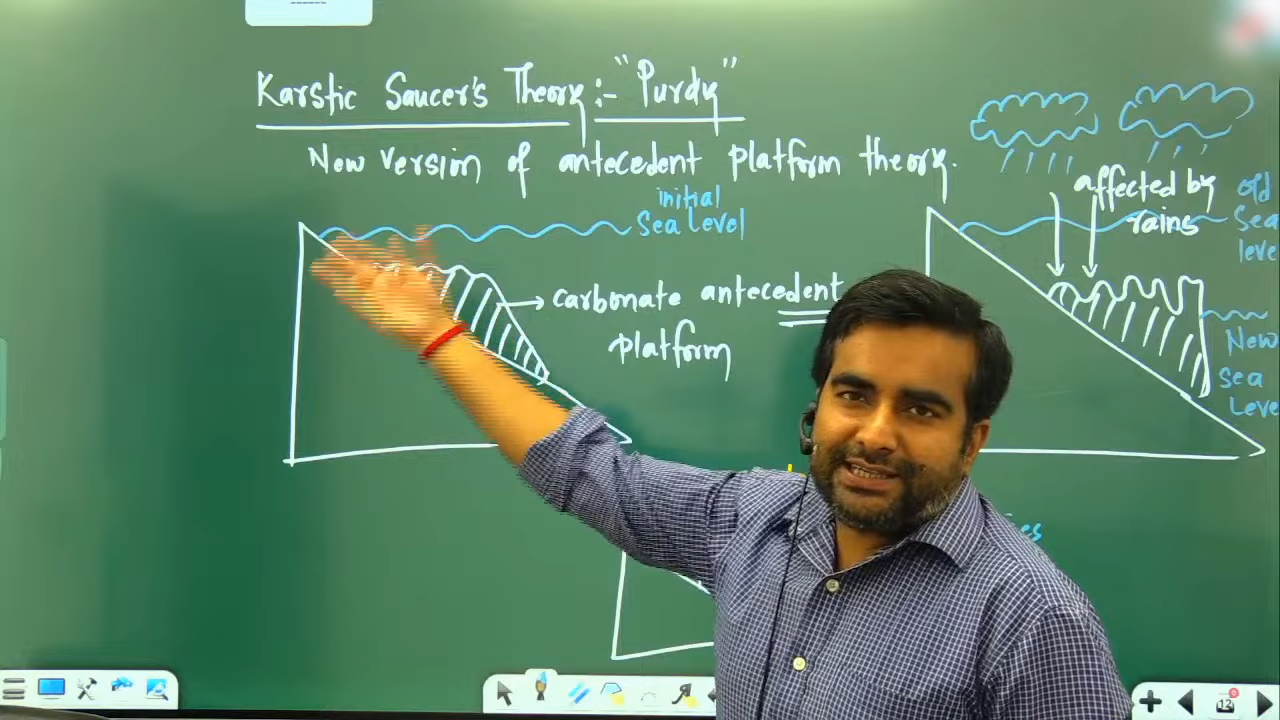 Karstic Saucer's Theory :- "Purdy"
New version of antecedent platform theory.
initial
Sea Level
carbonate antecedent
platform
affected by
rains
old
Sea
level
New
Sea
Level
12